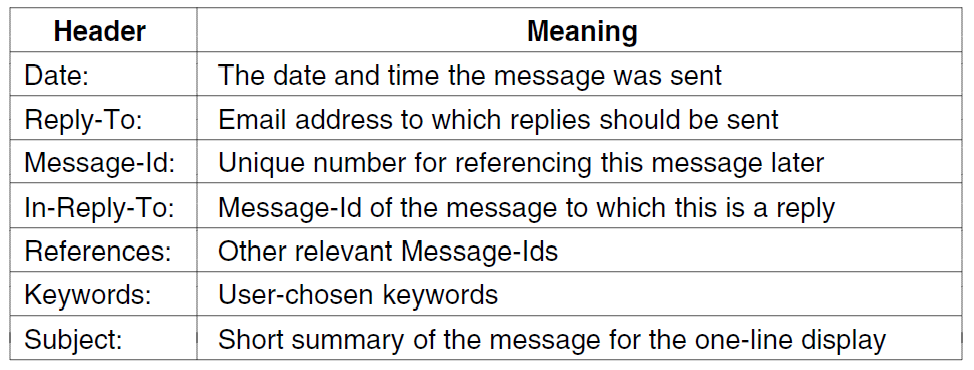 Header Meaning
Date: The date and time the message was sent
Reply-To: Email address to which replies should be sent
Message-Id: Unique number for referencing this message later
In-Reply-To: Message-Id of the message to which this is a reply
References: Other relevant Message-Ids
Keywords: User-chosen keywords
Subject: Short summary of the message for the one-line display